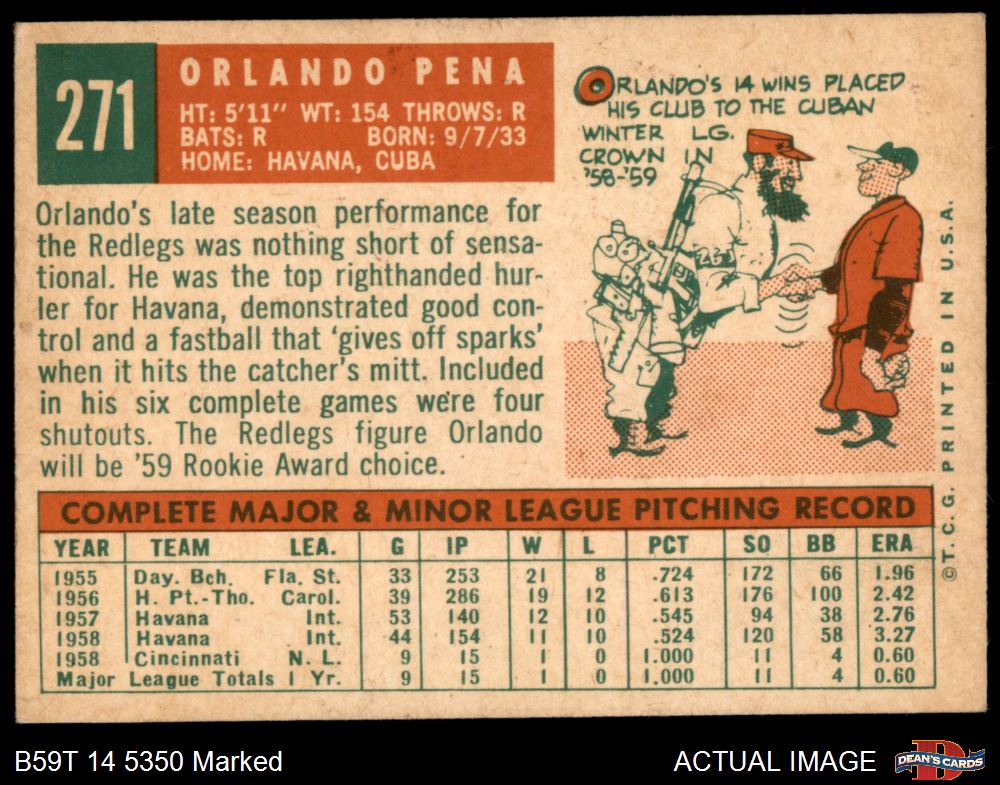 271
ORLANDO PENA
HT: 5'11" WT: 154 THROWS: R
BATS: R BORN: 9/7/33
HOME: HAVANA, CUBA
ORLANDO'S 14 WINS PLACED
HIS CLUB TO THE CUBAN
WINTER LG.
CROWN IN
'58-'59
26
Orlando's late season performance for
the Redlegs was nothing short of sensa-
tional. He was the top righthanded hur-
ler for Havana, demonstrated good con-
trol and a fastball that 'gives off sparks'
when it hits the catcher's mitt. Included
in his six complete games we're four
shutouts. The Redlegs figure Orlando
will be '59 Rookie Award choice.
COMPLETE MAJOR & MINOR LEAGUE PITCHING RECORD
YEAR TEAM LEA. G IP W L PCT SO BB ERA
1955 Day. Bch. Fla. St. 33 253 21 8 .724 172 66 1.96
1956 H. Pt.-Tho. Carol. 39 286 19 12 .613 176 100 2.42
1957 Havana Int. 53 140 12 10 .545 94 38 2.76
1958 Havana Int. 44 154 11 10 .524 120 58 3.27
1958 Cincinnati N. L. 9 15 1 0 1.000 11 4 0.60
Major League Totals 1 Yr. 9 15 1 0 1.000 11 4 0.60
©T. C. G. PRINTED IN U.S.A.
B59T 14 5350 Marked
ACTUAL IMAGE
D
DEAN'S CARDS